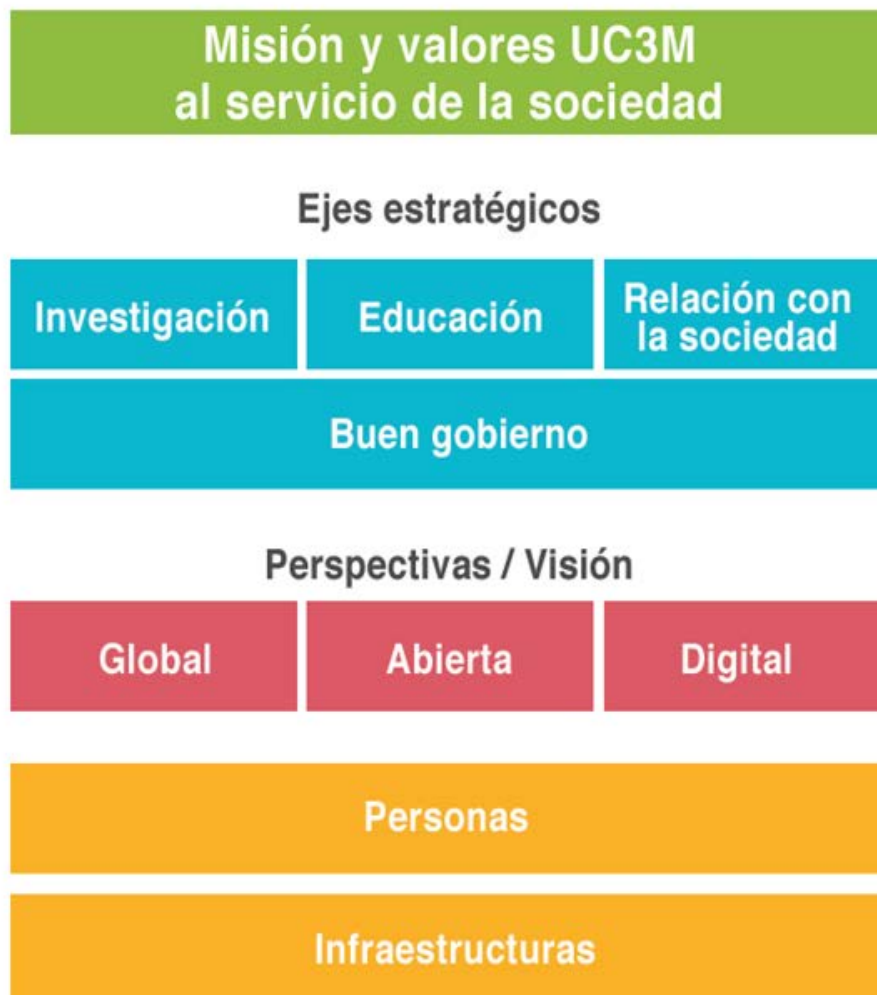 Misión y valores UC3M
al servicio de la sociedad
Ejes estratégicos
Investigación
Educación
Relación con
la sociedad
Buen gobierno
Perspectivas / Visión
Global
Abierta
Digital
Personas
Infraestructuras